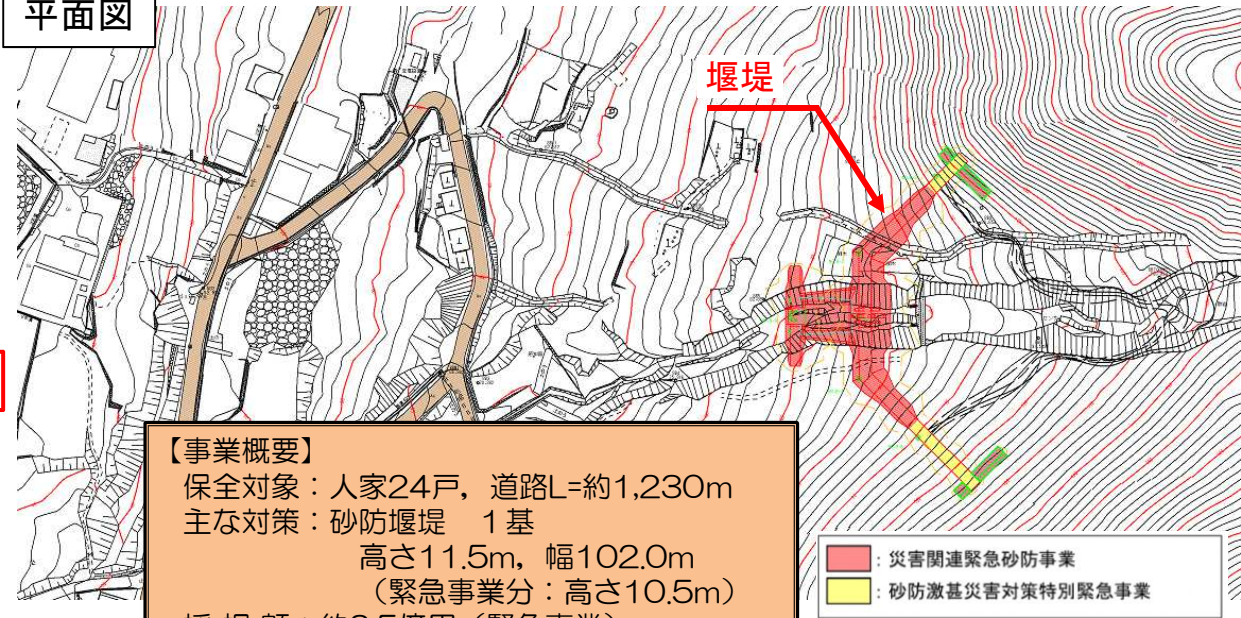 平面図
堰堤
【事業概要】
保全対象：人家24戸，道路L=約1,230m
主な対策：砂防堰堤　1基
高さ11.5m，幅102.0m
（緊急事業分：高さ10.5m）
：災害関連緊急砂防事業
：砂防激甚災害対策特別緊急事業